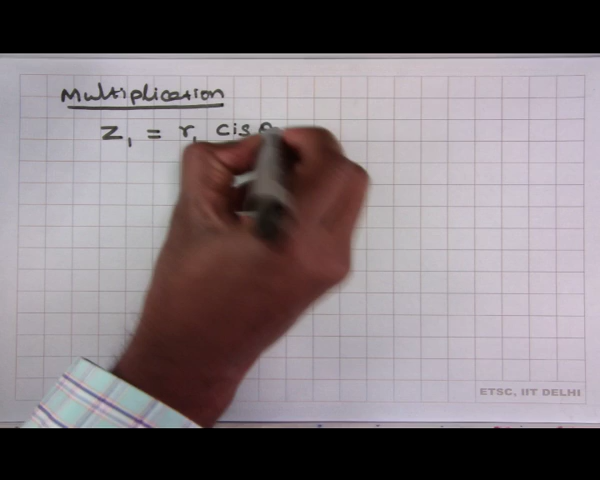 Multiplication
Z₁ = r₁ cis
ETSC, IIT DELHI